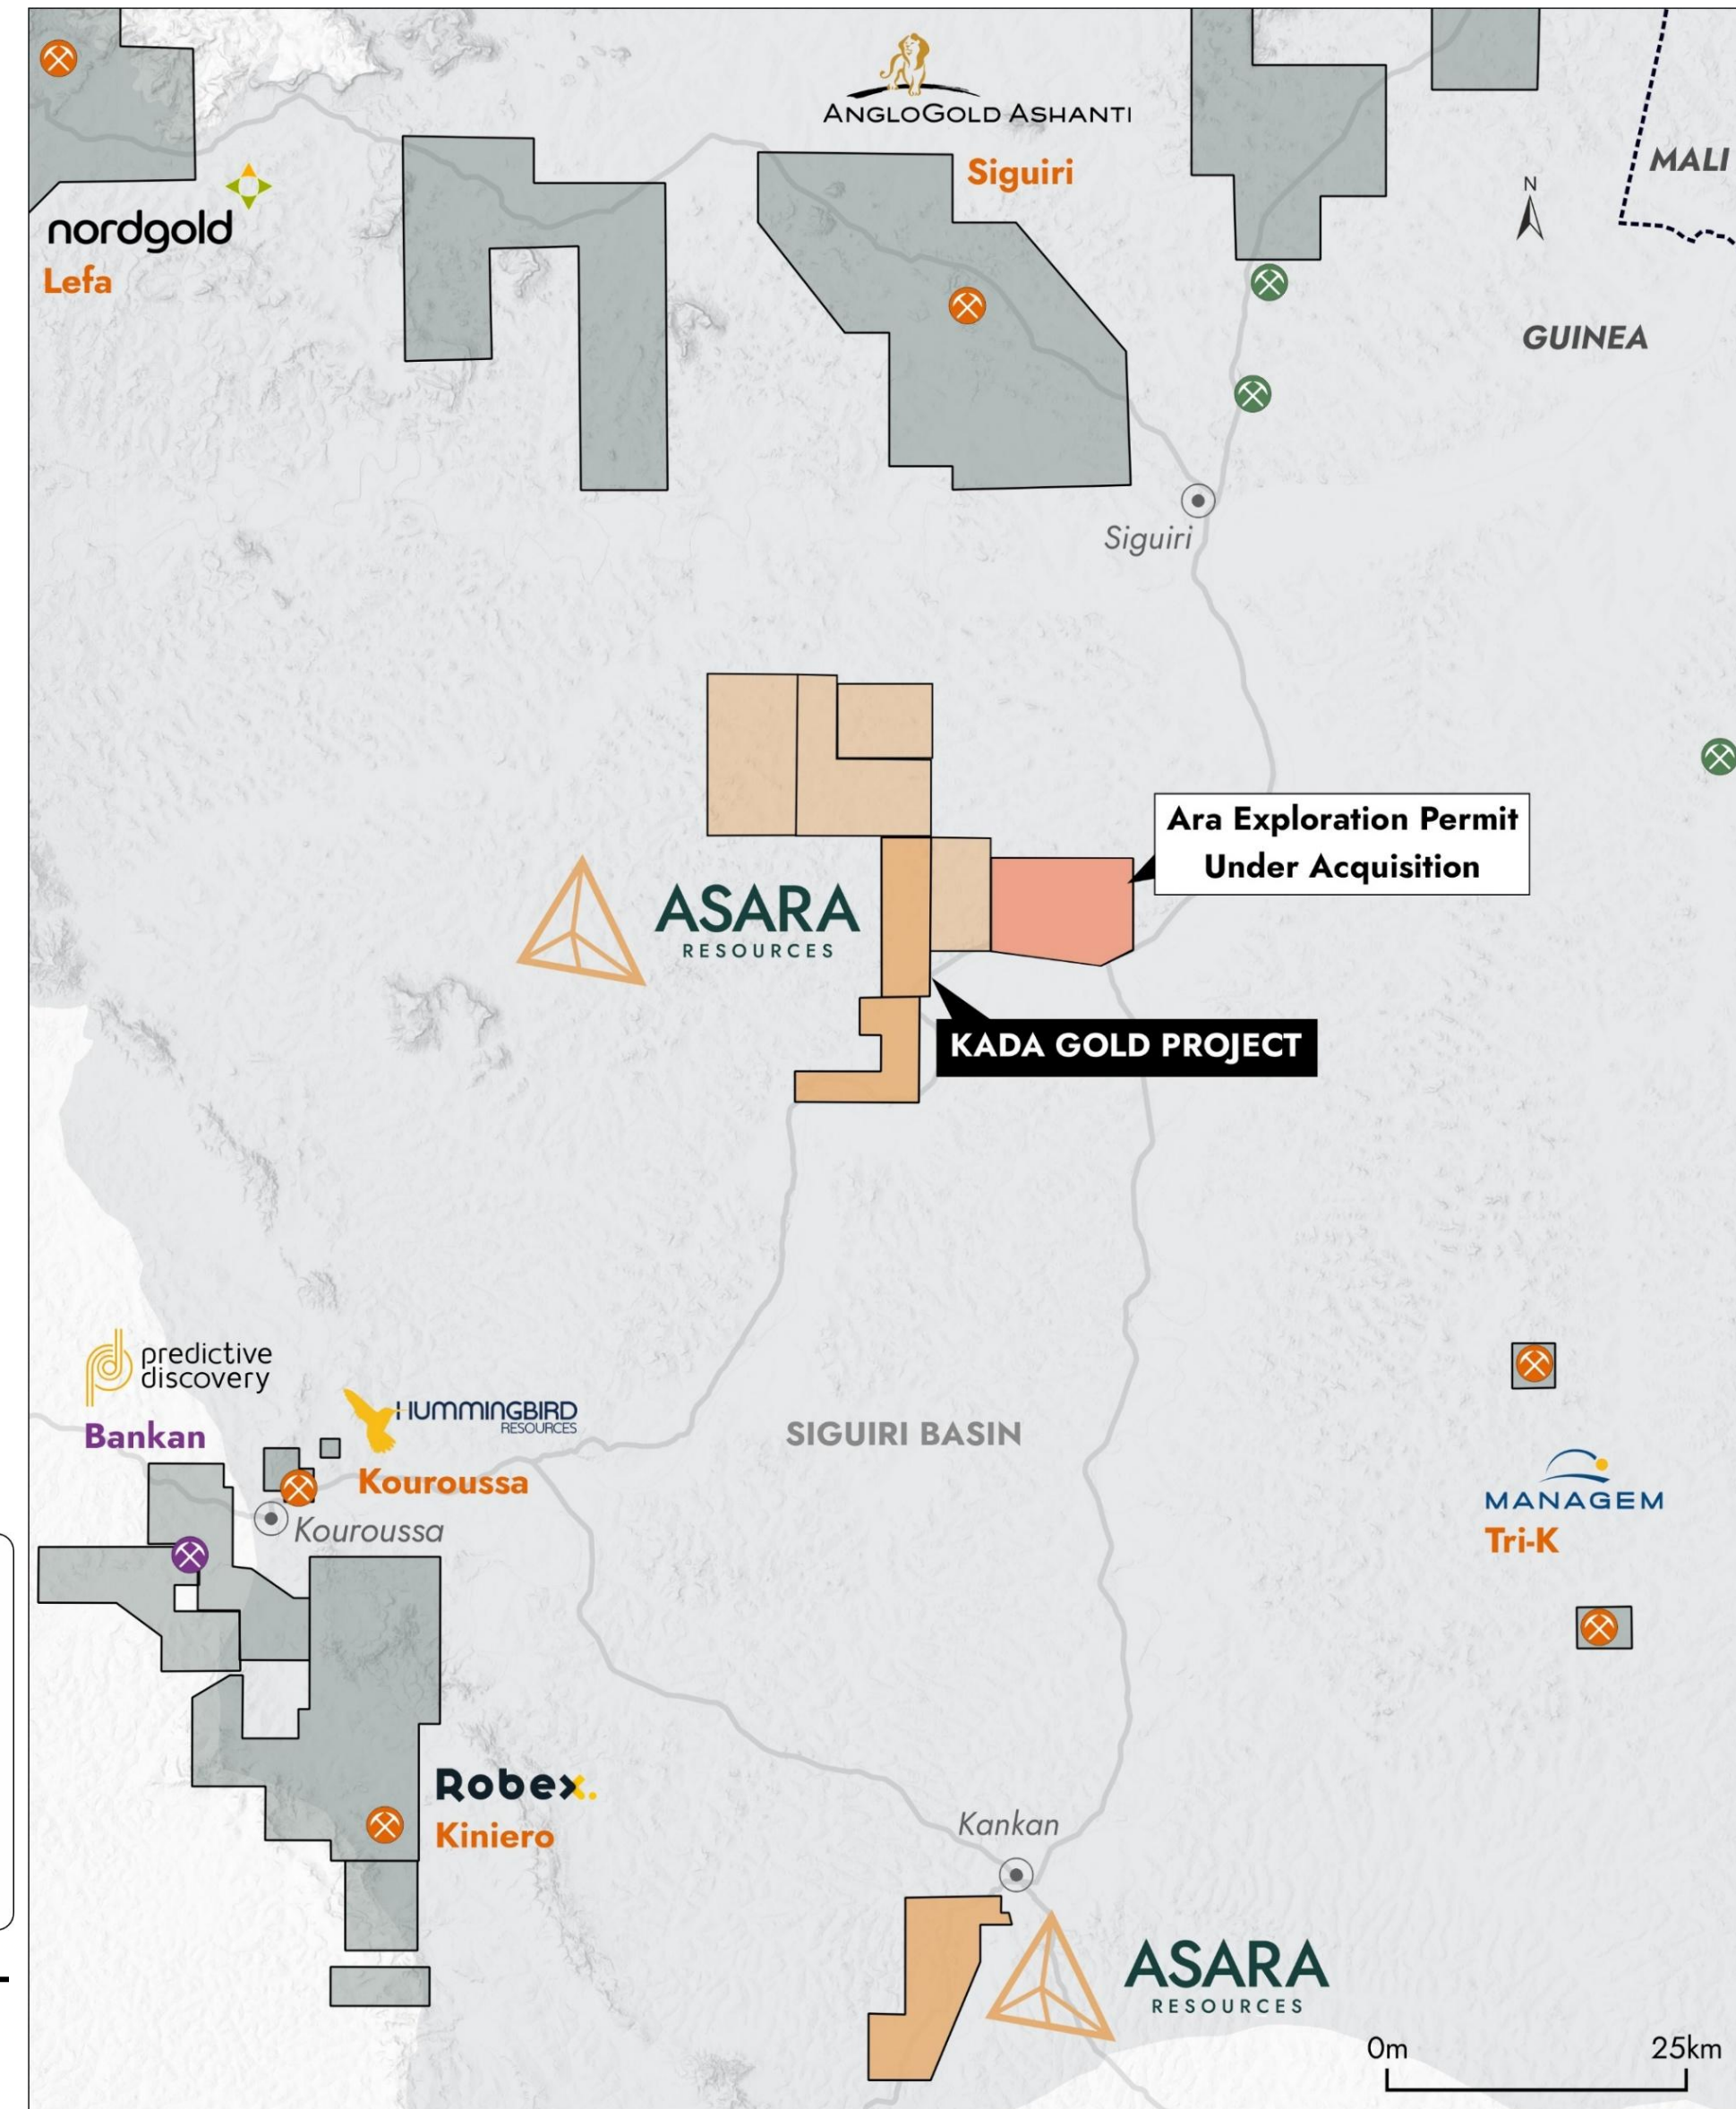 ANGLOGOLD ASHANTI
Siguiri
MALI
N
nordgold
Lefa
GUINEA
Siguiri
Ara Exploration Permit
Under Acquisition
ASARA
RESOURCES
KADA GOLD PROJECT
predictive
discovery
Bankan
HUMMINGBIRD
RESOURCES
Kouroussa
Kouroussa
SIGUIRI BASIN
MANAGEM
Tri-K
Robex.
Kiniero
Kankan
ASARA
RESOURCES
0m
25km